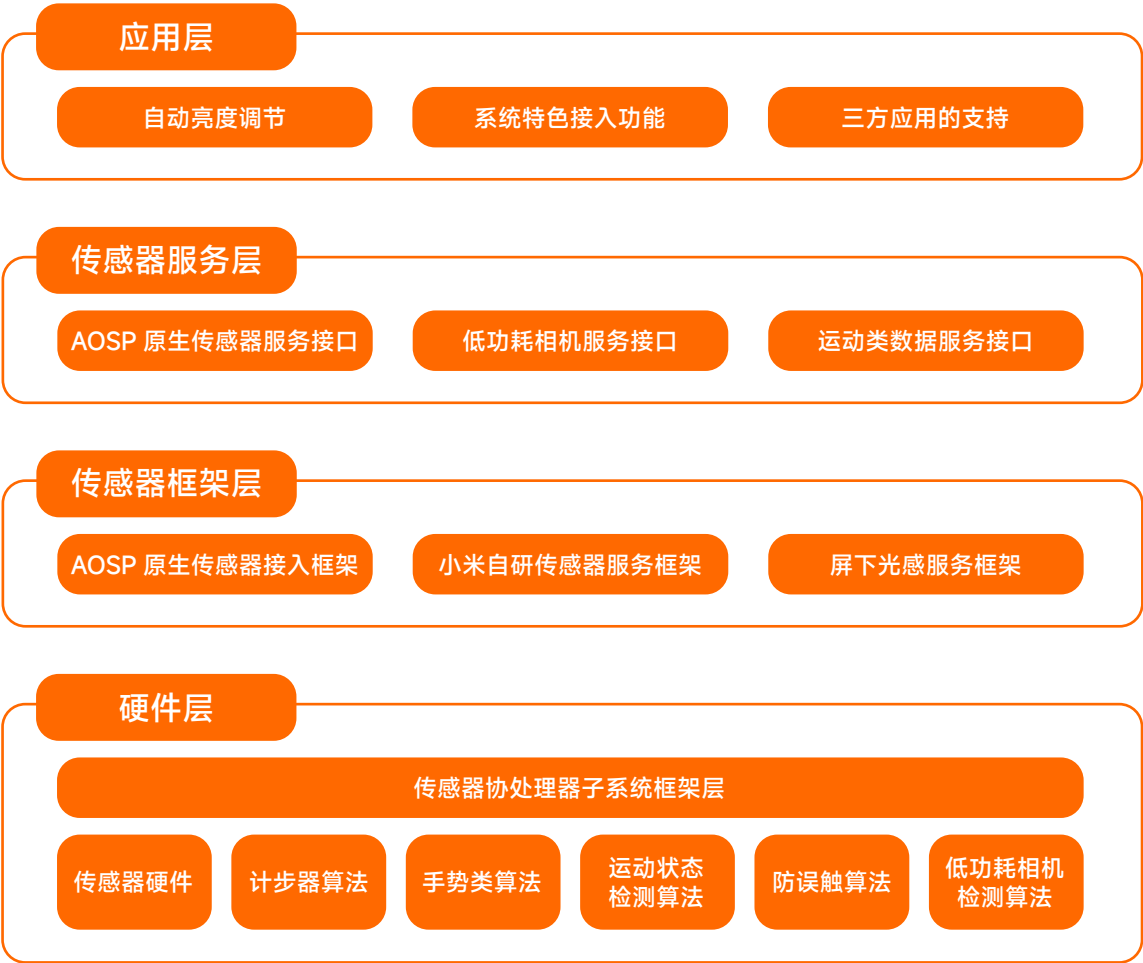 应用层
自动亮度调节
系统特色接入功能
三方应用的支持
传感器服务层
AOSP 原生传感器服务接口
低功耗相机服务接口
运动类数据服务接口
传感器框架层
AOSP 原生传感器接入框架
小米自研传感器服务框架
屏下光感服务框架
硬件层
传感器协处理器子系统框架层
传感器硬件
计步器算法
手势类算法
运动状态
检测算法
防误触算法
低功耗相机
检测算法